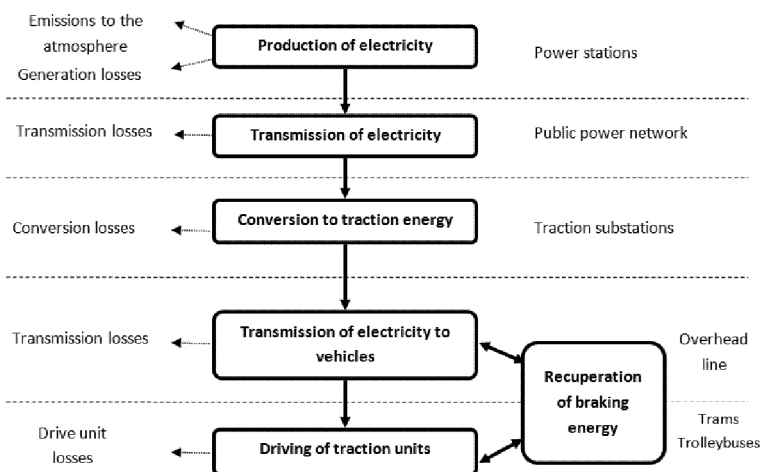 Emissions to the
atmosphere
Generation losses
Production of electricity
Power stations
Transmission losses
Transmission of electricity
Public power network
Conversion losses
Conversion to traction energy
Traction substations
Transmission losses
Transmission of electricity to
vehicles
Recuperation
of braking
energy
Overhead
line
Drive unit
losses
Driving of traction units
Trams
Trolleybuses